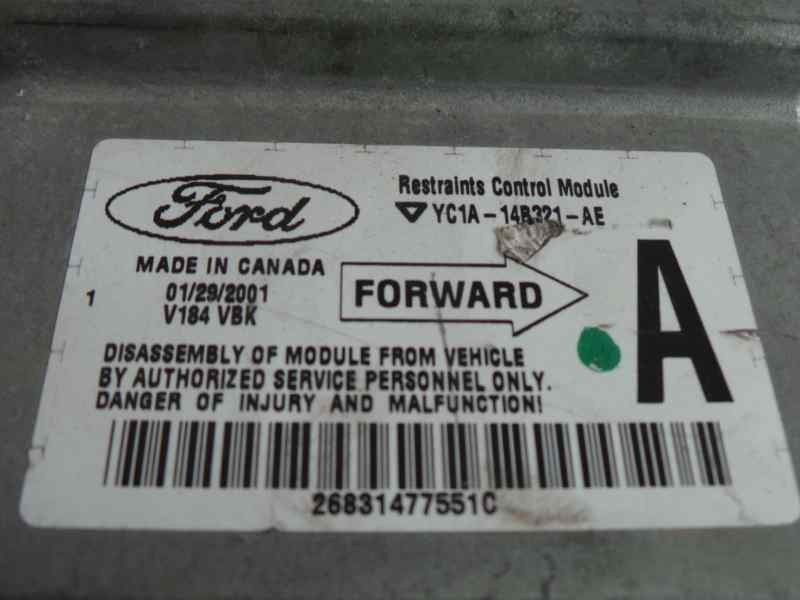 Ford
Restraints Control Module
YC1A-14B321-AE
MADE IN CANADA
01/29/2001
V184 VBK
1
FORWARD
A
DISASSEMBLY OF MODULE FROM VEHICLE
BY AUTHORIZED SERVICE PERSONNEL ONLY.
DANGER OF INJURY AND MALFUNCTION!
26831477551C